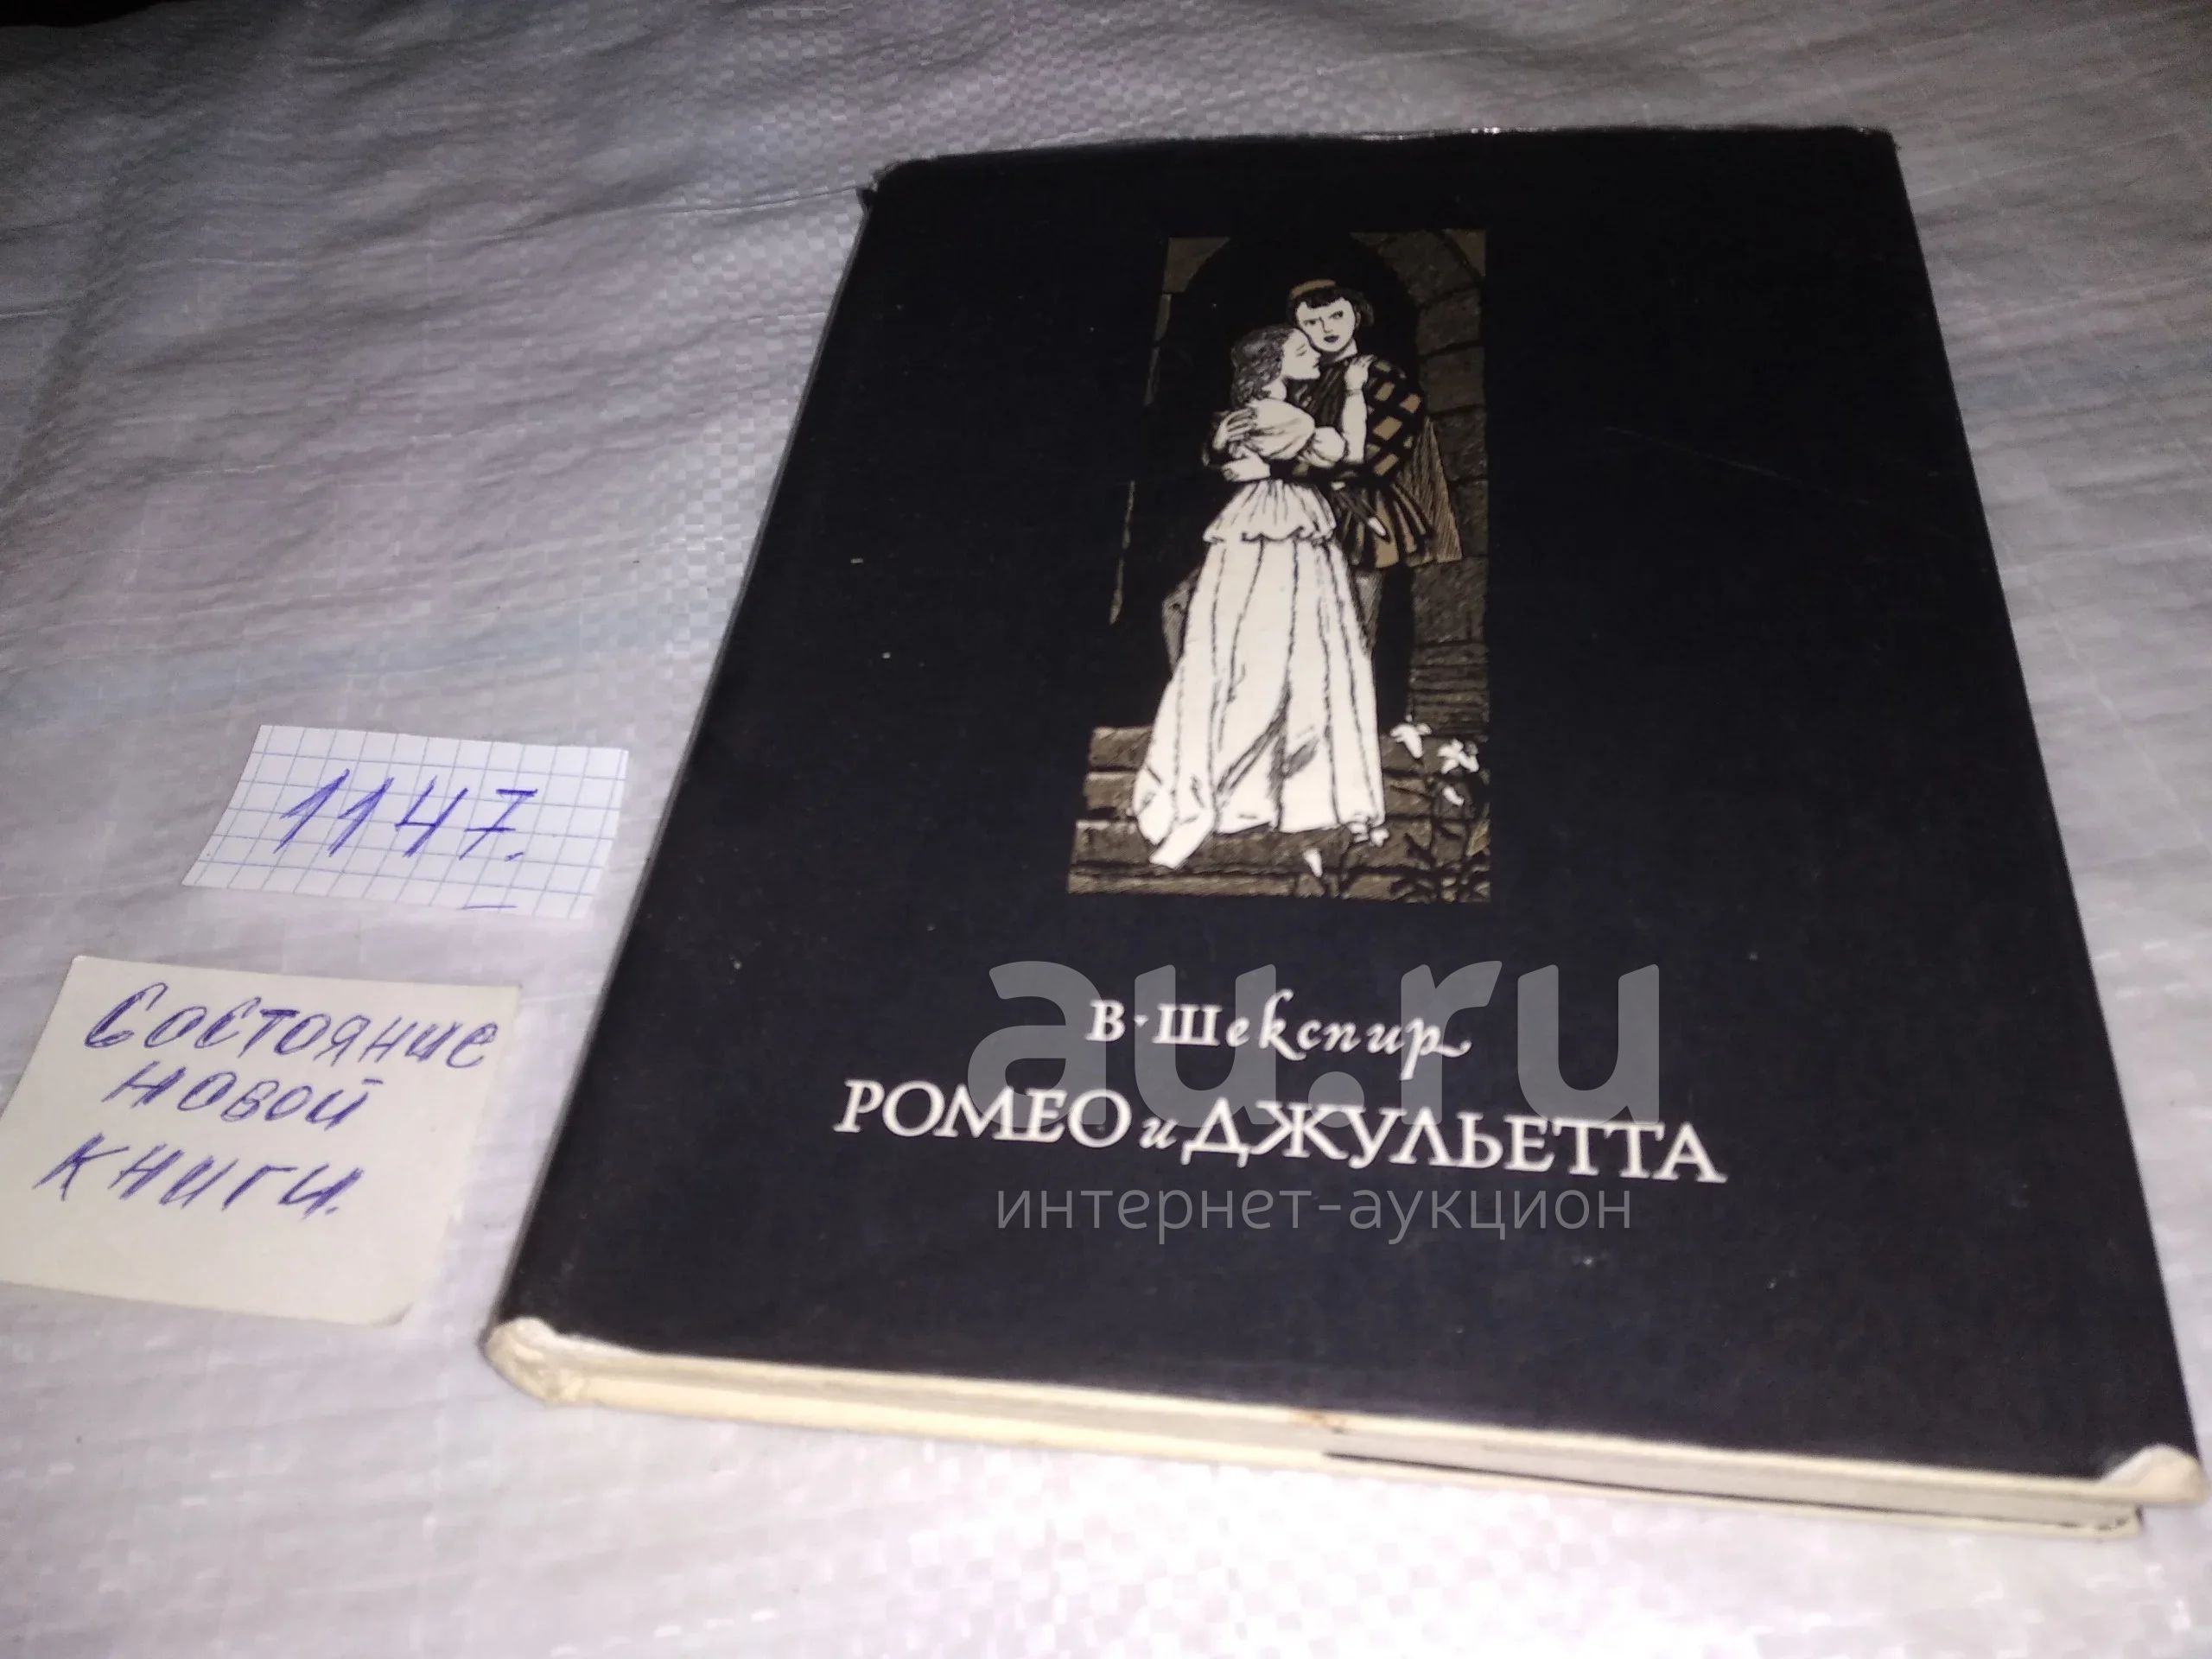 1147.
Состояние
новой
книги.
В·Шекспир
РОМЕО и ДЖУЛЬЕТТА
au.ru
интернет-аукцион